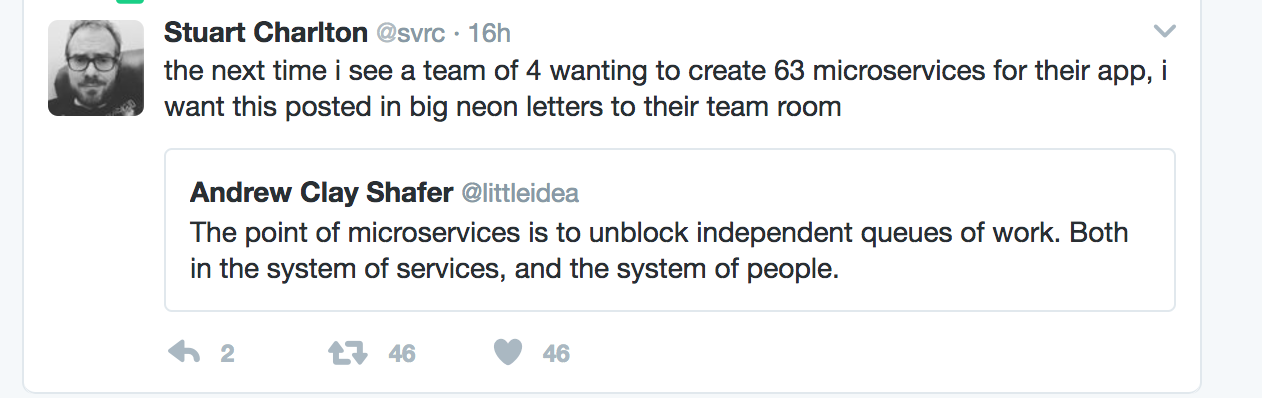 Stuart Charlton @svrc · 16h
the next time i see a team of 4 wanting to create 63 microservices for their app, i
want this posted in big neon letters to their team room
Andrew Clay Shafer @littleidea
The point of microservices is to unblock independent queues of work. Both
in the system of services, and the system of people.
2 46 46